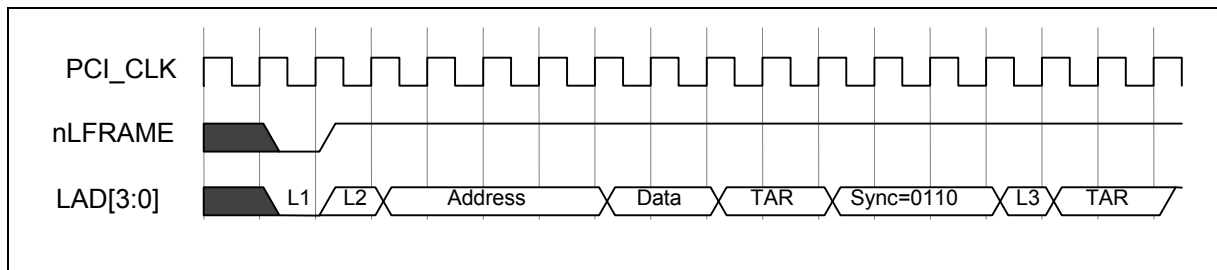 PCI_CLK
nLFRAME
LAD[3:0] L1 L2 Address Data TAR Sync=0110 L3 TAR